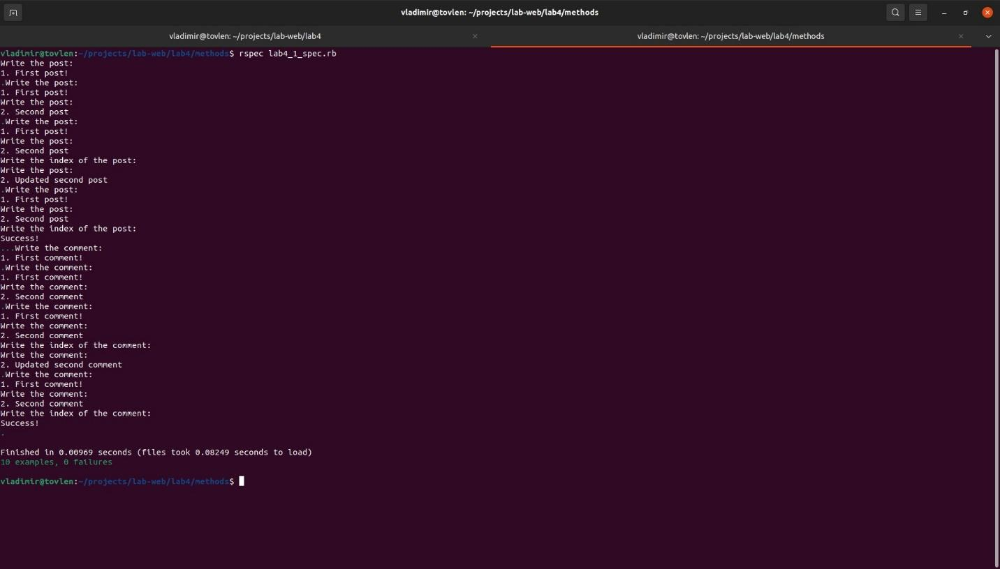 vladimir@tovlen: ~/projects/lab-web/lab4/methods
vladimir@tovlen: ~/projects/lab-web/lab4
vladimir@tovlen: ~/projects/lab-web/lab4/methods
vladimir@tovlen:~/projects/lab-web/lab4/methods$ rspec lab4_1_spec.rb
Write the post:
1. First post!
.Write the post:
1. First post!
Write the post:
2. Second post
.Write the post:
1. First post!
Write the post:
2. Second post
Write the index of the post:
Write the post:
2. Updated second post
.Write the post:
1. First post!
Write the post:
2. Second post
Write the index of the post:
Success!
...Write the comment:
1. First comment!
.Write the comment:
1. First comment!
Write the comment:
2. Second comment
.Write the comment:
1. First comment!
Write the comment:
2. Second comment
Write the index of the comment:
Write the comment:
2. Updated second comment
.Write the comment:
1. First comment!
Write the comment:
2. Second comment
Write the index of the comment:
Success!
.
Finished in 0.00969 seconds (files took 0.08249 seconds to load)
10 examples, 0 failures
vladimir@tovlen:~/projects/lab-web/lab4/methods$